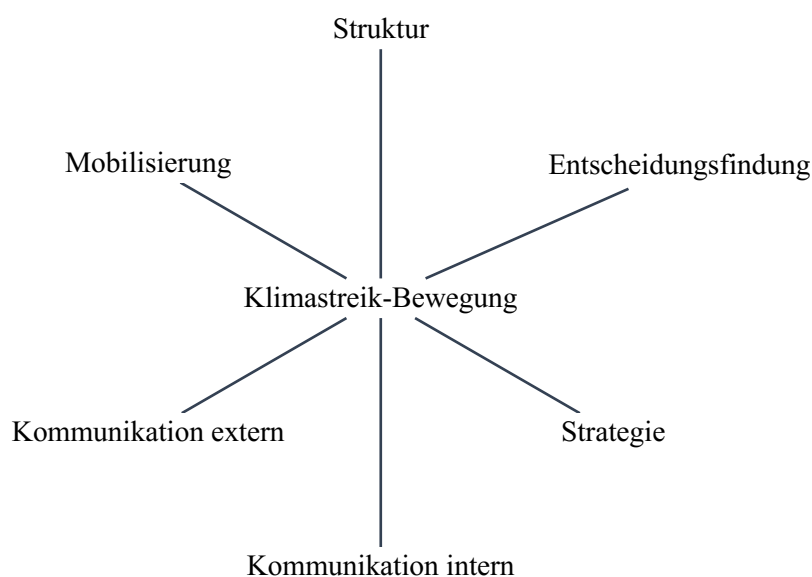 Struktur
Mobilisierung
Entscheidungsfindung
Klimastreik-Bewegung
Kommunikation extern
Strategie
Kommunikation intern